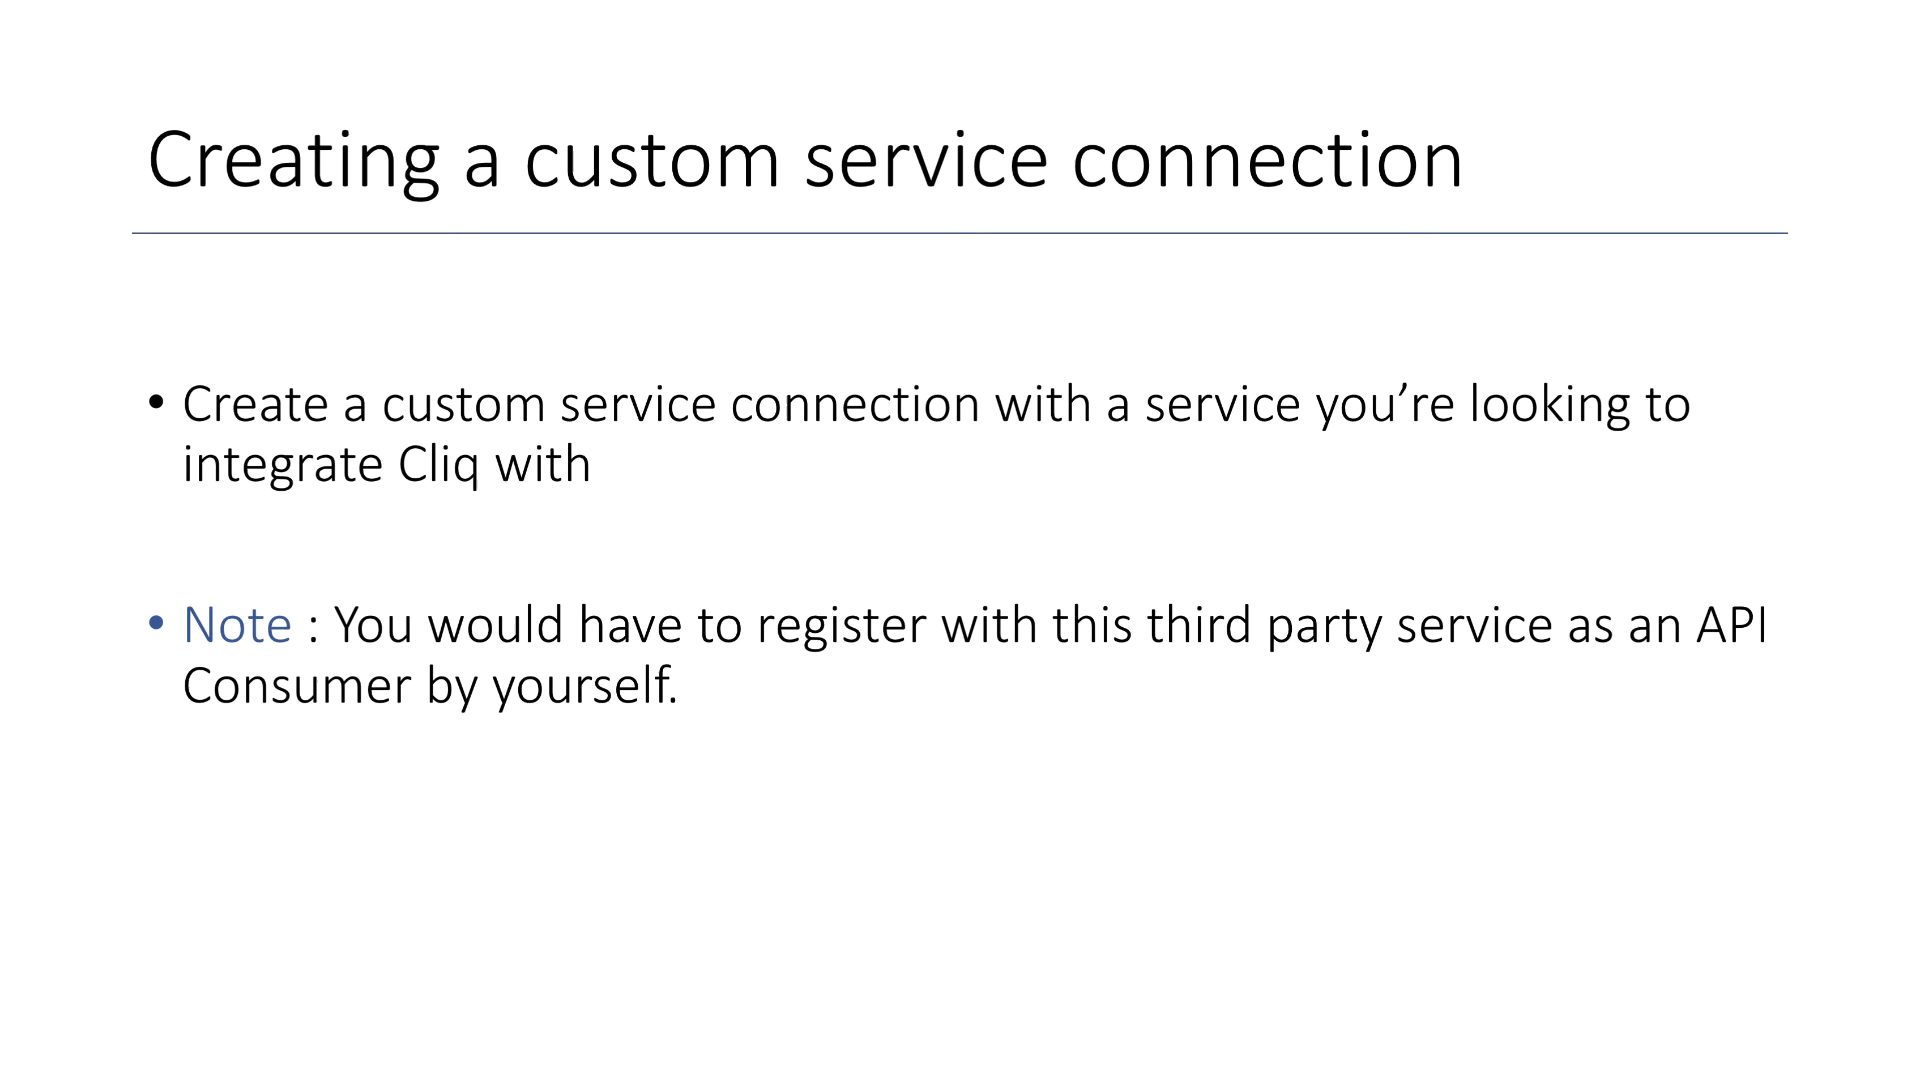 Creating a custom service connection
• Create a custom service connection with a service you’re looking to
integrate Cliq with
• Note : You would have to register with this third party service as an API
Consumer by yourself.